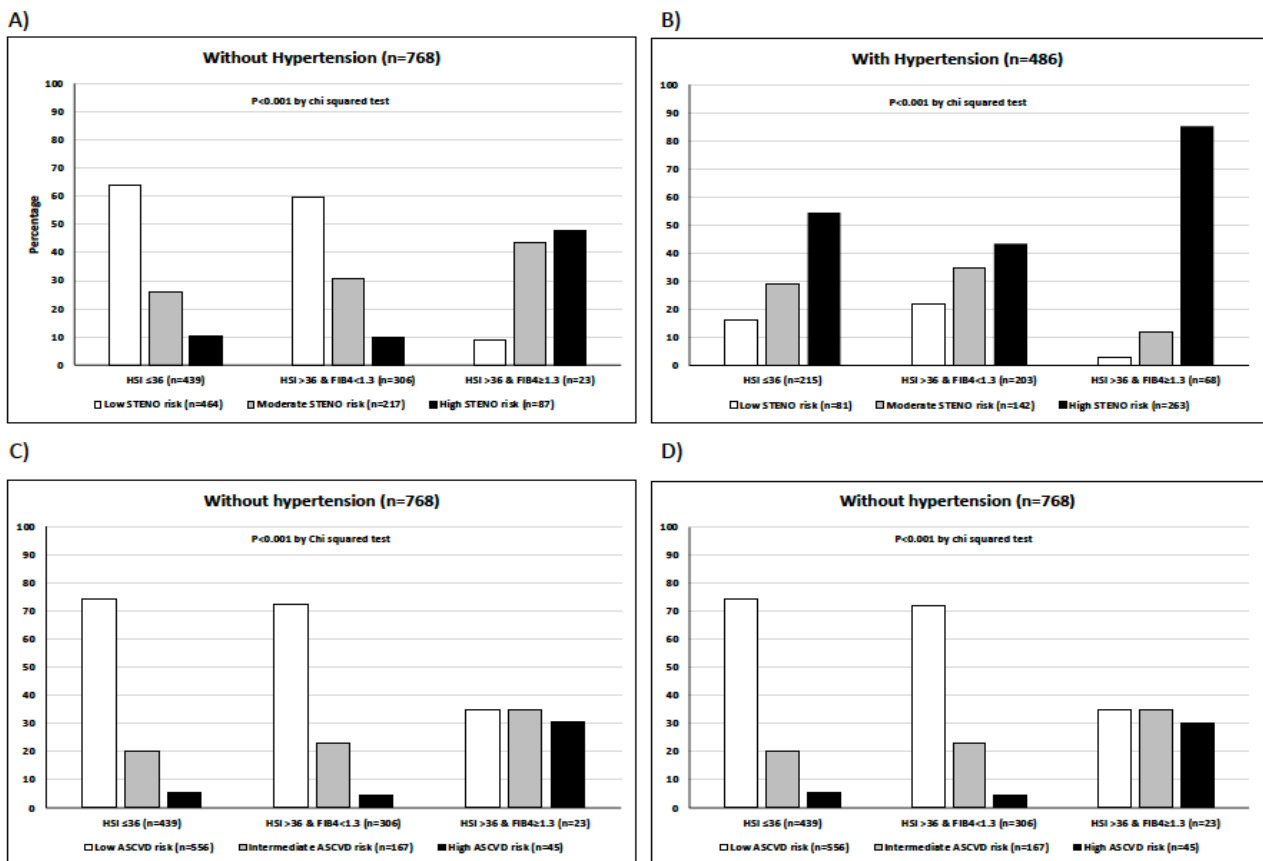 A)
Without Hypertension (n=768)
P<0.001 by chi squared test
Percentage
100
90
80
70
60
50
40
30
20
10
0
HSI ≤36 (n=439) HSI >36 & FIB4<1.3 (n=306) HSI >36 & FIB4≥1.3 (n=23)
Low STENO risk (n=464) Moderate STENO risk (n=217) High STENO risk (n=87)
B)
With Hypertension (n=486)
P<0.001 by chi squared test
100
90
80
70
60
50
40
30
20
10
0
HSI ≤36 (n=215) HSI >36 & FIB4<1.3 (n=203) HSI >36 & FIB4≥1.3 (n=68)
Low STENO risk (n=81) Moderate STENO risk (n=142) High STENO risk (n=263)
C)
Without hypertension (n=768)
P<0.001 by Chi squared test
100
90
80
70
60
50
40
30
20
10
0
HSI ≤36 (n=439) HSI >36 & FIB4<1.3 (n=306) HSI >36 & FIB4≥1.3 (n=23)
Low ASCVD risk (n=556) Intermediate ASCVD risk (n=167) High ASCVD risk (n=45)
D)
Without hypertension (n=768)
P<0.001 by chi squared test
100
90
80
70
60
50
40
30
20
10
0
HSI ≤36 (n=439) HSI >36 & FIB4<1.3 (n=306) HSI >36 & FIB4≥1.3 (n=23)
Low ASCVD risk (n=556) Intermediate ASCVD risk (n=167) High ASCVD risk (n=45)